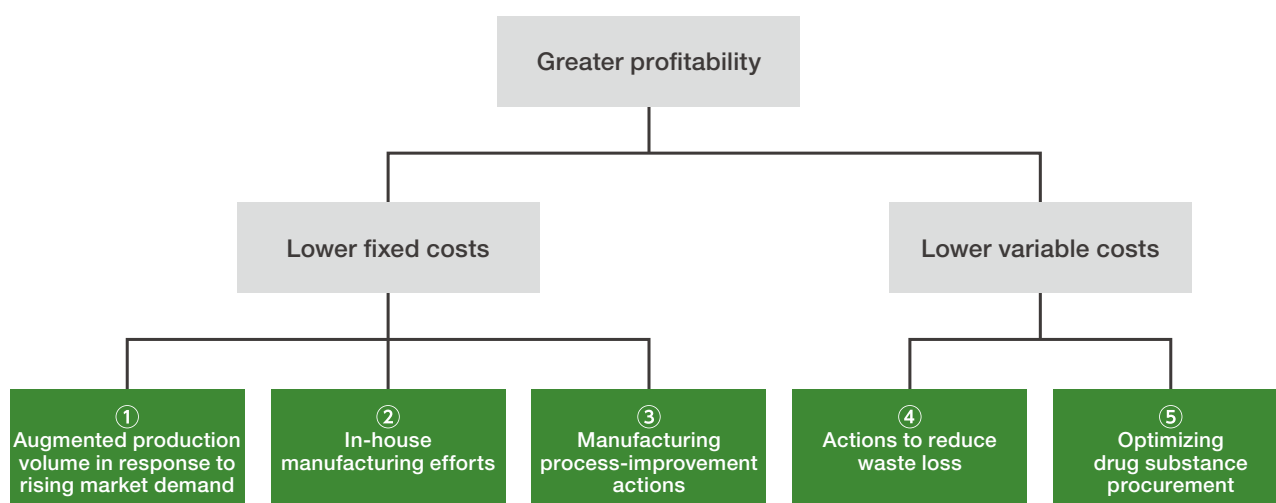 Greater profitability
Lower fixed costs
Lower variable costs
①
Augmented production
volume in response to
rising market demand
②
In-house
manufacturing efforts
③
Manufacturing
process-improvement
actions
④
Actions to reduce
waste loss
⑤
Optimizing
drug substance
procurement